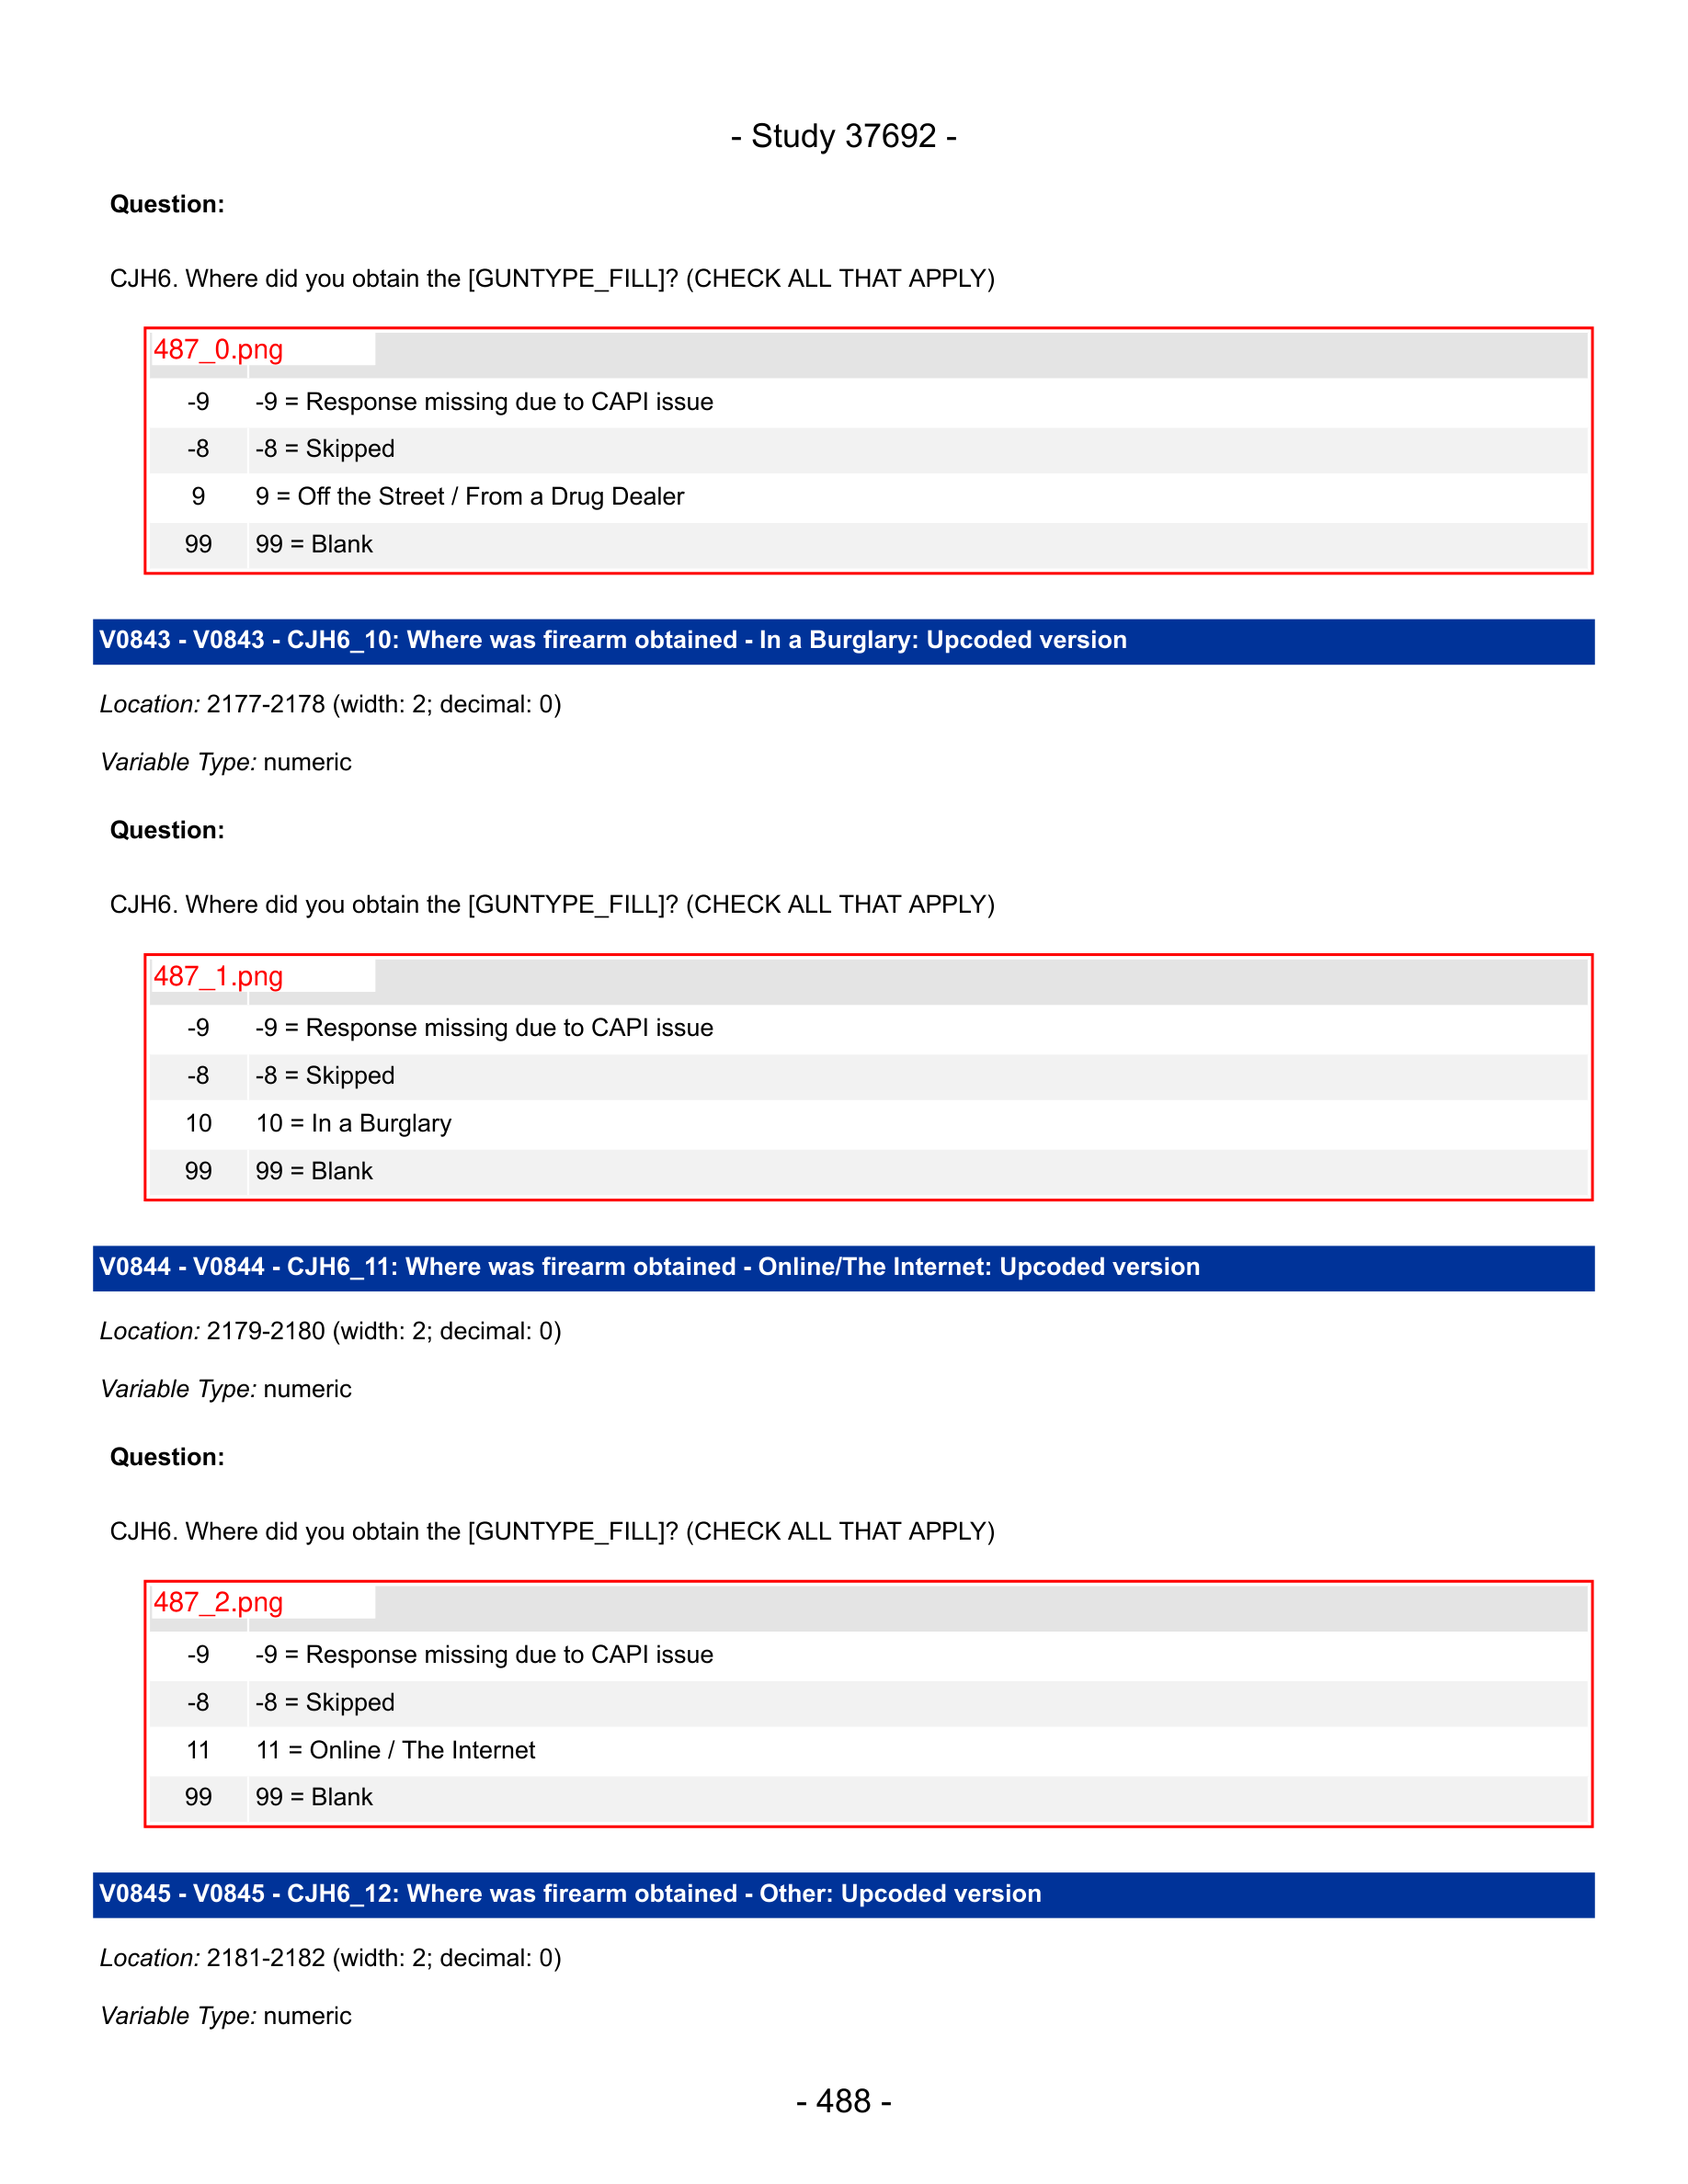 - Study 37692 -
Question:
CJH6. Where did you obtain the [GUNTYPE_FILL]? (CHECK ALL THAT APPLY)
487_0.png
-9 -9 = Response missing due to CAPI issue
-8 -8 = Skipped
9 9 = Off the Street / From a Drug Dealer
99 99 = Blank
V0843 - V0843 - CJH6_10: Where was firearm obtained - In a Burglary: Upcoded version
Location: 2177-2178 (width: 2; decimal: 0)
Variable Type: numeric
Question:
CJH6. Where did you obtain the [GUNTYPE_FILL]? (CHECK ALL THAT APPLY)
487_1.png
-9 -9 = Response missing due to CAPI issue
-8 -8 = Skipped
10 10 = In a Burglary
99 99 = Blank
V0844 - V0844 - CJH6_11: Where was firearm obtained - Online/The Internet: Upcoded version
Location: 2179-2180 (width: 2; decimal: 0)
Variable Type: numeric
Question:
CJH6. Where did you obtain the [GUNTYPE_FILL]? (CHECK ALL THAT APPLY)
487_2.png
-9 -9 = Response missing due to CAPI issue
-8 -8 = Skipped
11 11 = Online / The Internet
99 99 = Blank
V0845 - V0845 - CJH6_12: Where was firearm obtained - Other: Upcoded version
Location: 2181-2182 (width: 2; decimal: 0)
Variable Type: numeric
- 488 -